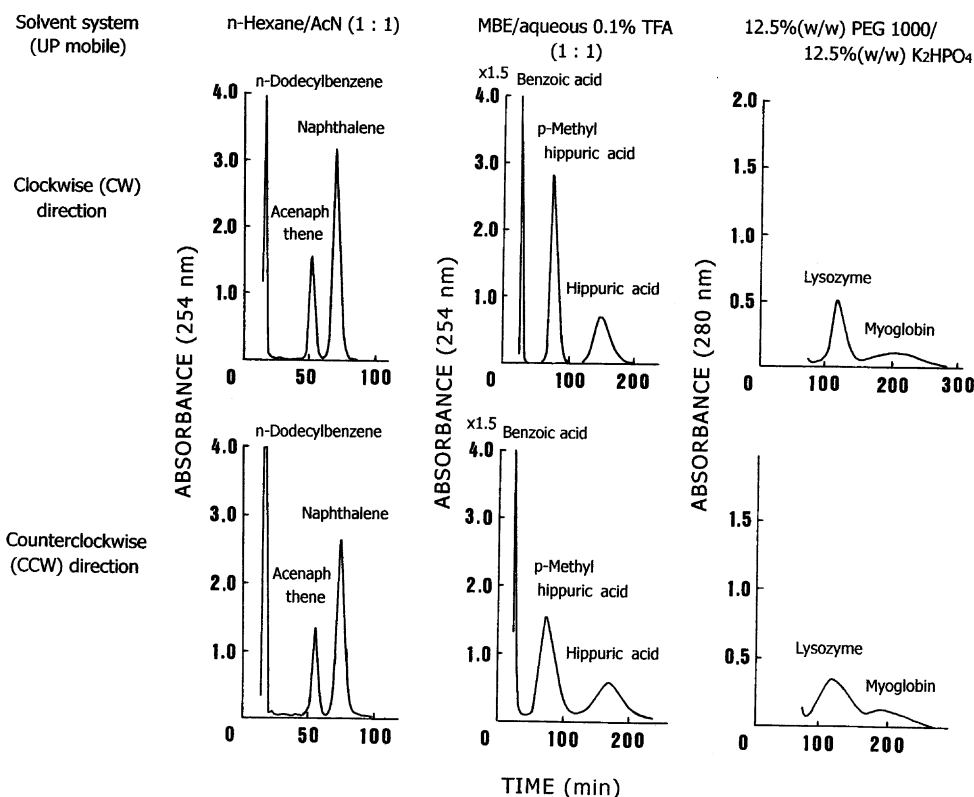 Solvent system
(UP mobile)
n-Hexane/AcN (1 : 1)
MBE/aqueous 0.1% TFA
(1 : 1)
12.5%(w/w) PEG 1000/
12.5%(w/w) K₂HPO₄
Clockwise (CW)
direction
ABSORBANCE (254 nm)
4.0
3.0
2.0
1.0
0
50
100
n-Dodecylbenzene
Naphthalene
Acenaph
thene
ABSORBANCE (254 nm)
x1.5
4.0
3.0
2.0
1.0
0
100
200
Benzoic acid
p-Methyl
hippuric acid
Hippuric acid
ABSORBANCE (280 nm)
2.0
1.5
1.0
0.5
0
100
200
300
Lysozyme
Myoglobin
Counterclockwise
(CCW) direction
4.0
3.0
2.0
1.0
0
50
100
n-Dodecylbenzene
Naphthalene
Acenaph
thene
x1.5
4.0
3.0
2.0
1.0
0
100
200
Benzoic acid
p-Methyl
hippuric acid
Hippuric acid
1.5
1.0
0.5
0
100
200
Lysozyme
Myoglobin
TIME (min)